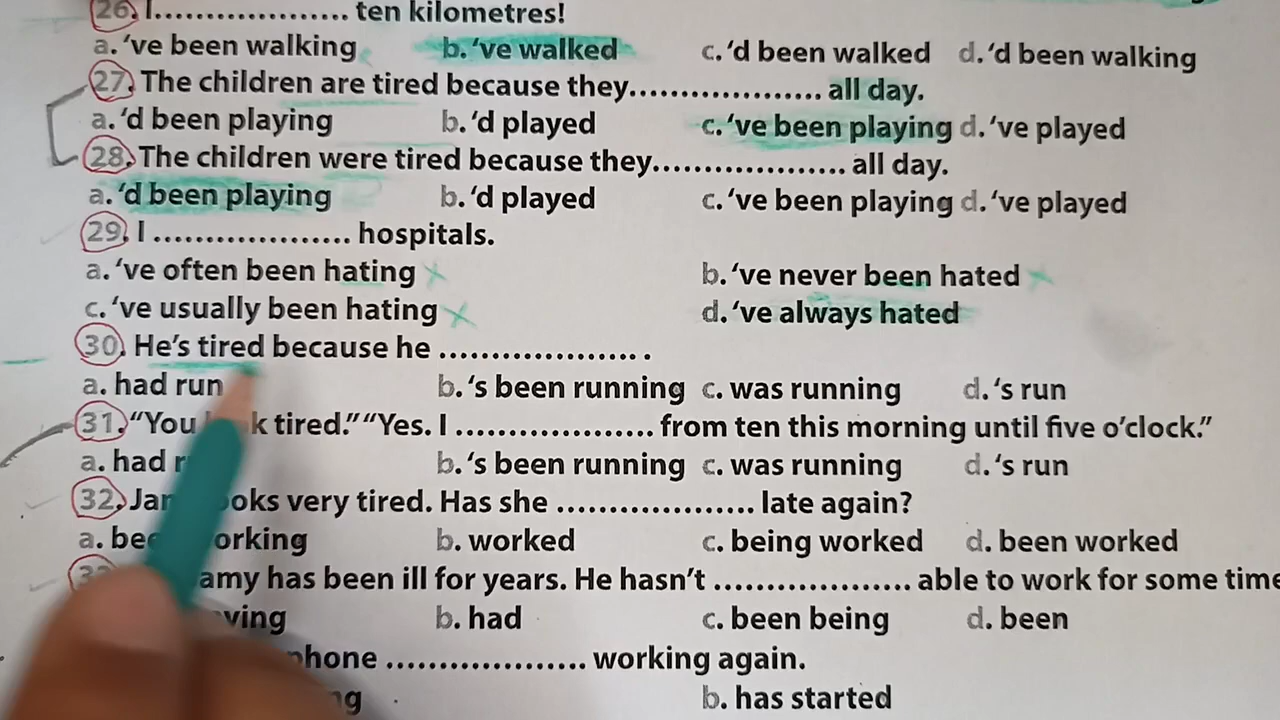 26. I................... ten kilometres!
a. ‘ve been walking b. ‘ve walked c. ‘d been walked d. ‘d been walking
27. The children are tired because they................... all day.
a. ‘d been playing b. ‘d played c. ‘ve been playing d. ‘ve played
28. The children were tired because they................... all day.
a. ‘d been playing b. ‘d played c. ‘ve been playing d. ‘ve played
29. I ................... hospitals.
a. ‘ve often been hating b. ‘ve never been hated
c. ‘ve usually been hating d. ‘ve always hated
30. He’s tired because he ................... .
a. had run b. ‘s been running c. was running d. ‘s run
31. “You k tired.” “Yes. I ................... from ten this morning until five o’clock.”
a. had b. ‘s been running c. was running d. ‘s run
32. oks very tired. Has she ................... late again?
a. orking b. worked c. being worked d. been worked
amy has been ill for years. He hasn’t ................... able to work for some time
b. had c. been being d. been
phone ................... working again.
b. has started